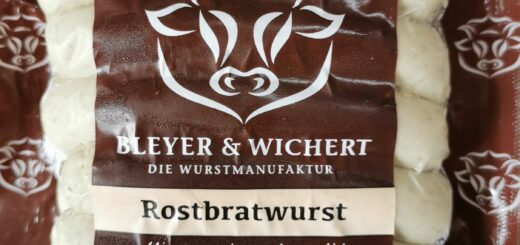 BLEYER & WICHERT
DIE WURSTMANUFAKTUR
Rostbratwurst